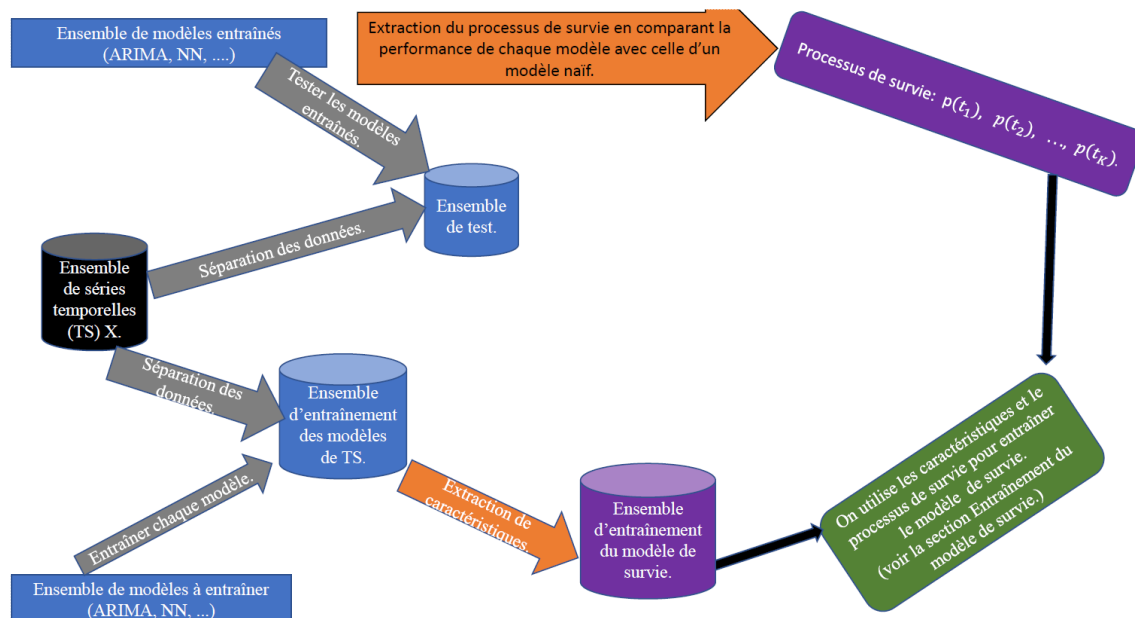 Ensemble de modèles entraînés
(ARIMA, NN, ....)
Extraction du processus de survie en comparant la
performance de chaque modèle avec celle d'un
modèle naïf.
Processus de survie: p(t₁), p(t₂), ..., p(t_K).
Tester les modèles
entraînés.
Ensemble
de test.
Séparation des données.
Ensemble
de séries
temporelles
(TS) X.
Séparation des
données.
Ensemble
d'entraînement
des modèles
de TS.
Entraîner chaque modèle.
Extraction de
caractéristiques.
Ensemble
d'entraînement
du modèle de
survie.
On utilise les caractéristiques et le
processus de survie pour entraîner
le modèle de survie.
(voir la section Entraînement du
modèle de survie.)
Ensemble de modèles à entraîner
(ARIMA, NN, ...)